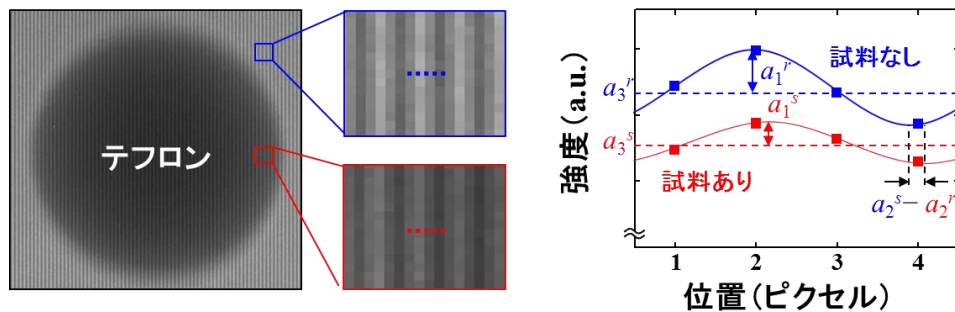 テフロン
強度(a.u.)
試料なし
a₁ʳ
a₃ʳ
a₁ˢ
a₃ˢ
試料あり
a₂ˢ− a₂ʳ
1 2 3 4
位置(ピクセル)